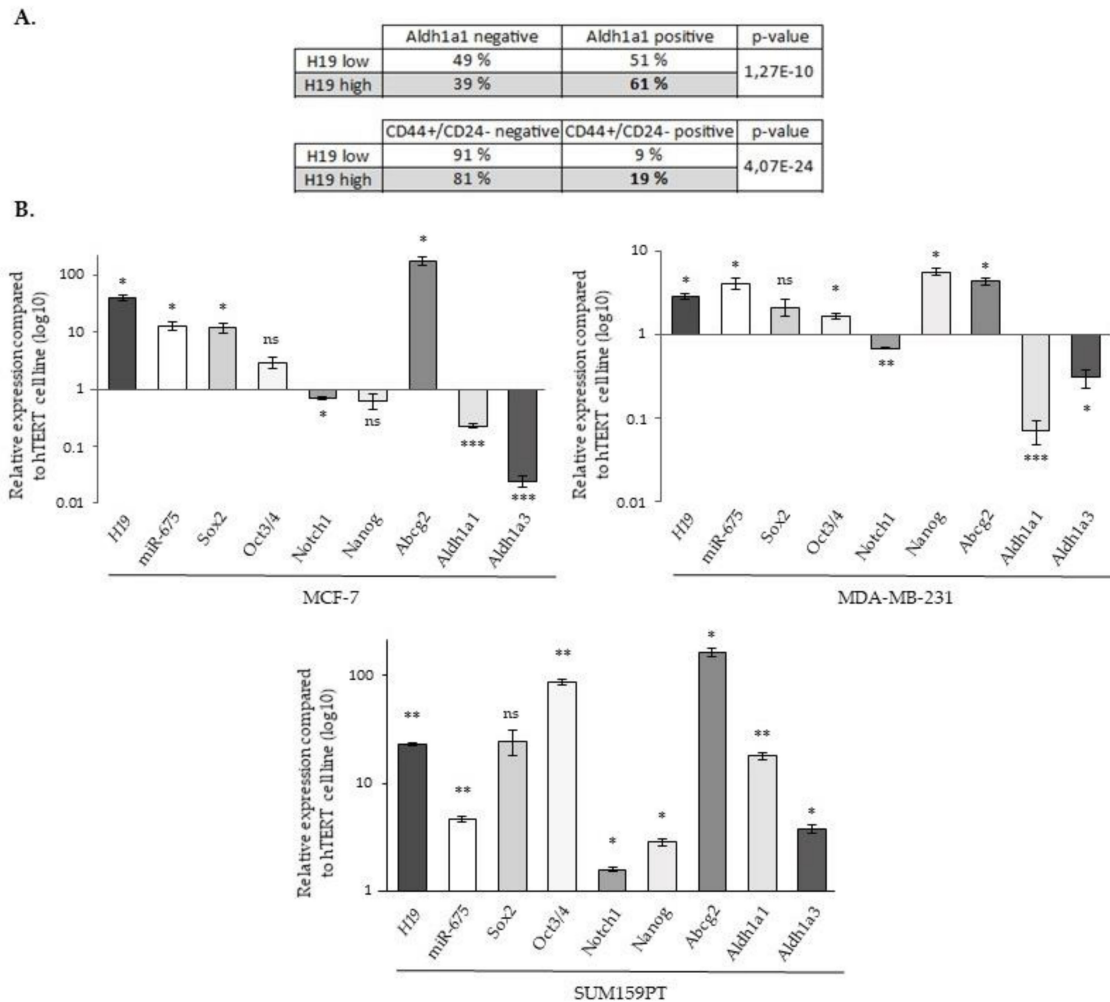 A.
Aldh1a1 negative Aldh1a1 positive p-value
H19 low 49 % 51 % 1,27E-10
H19 high 39 % 61 %
CD44+/CD24- negative CD44+/CD24- positive p-value
H19 low 91 % 9 % 4,07E-24
H19 high 81 % 19 %
B.
Relative expression compared
to hTERT cell line (log10)
100
10
1
0.1
0.01
* * * ns * ns * *** ***
H19 miR-675 Sox2 Oct3/4 Notch1 Nanog Abcg2 Aldh1a1 Aldh1a3
MCF-7
Relative expression compared
to hTERT cell line (log10)
10
1
0.1
0.01
* * ns * ** * * *** *
H19 miR-675 Sox2 Oct3/4 Notch1 Nanog Abcg2 Aldh1a1 Aldh1a3
MDA-MB-231
Relative expression compared
to hTERT cell line (log10)
100
10
1
** ** ns ** * * * ** *
H19 miR-675 Sox2 Oct3/4 Notch1 Nanog Abcg2 Aldh1a1 Aldh1a3
SUM159PT